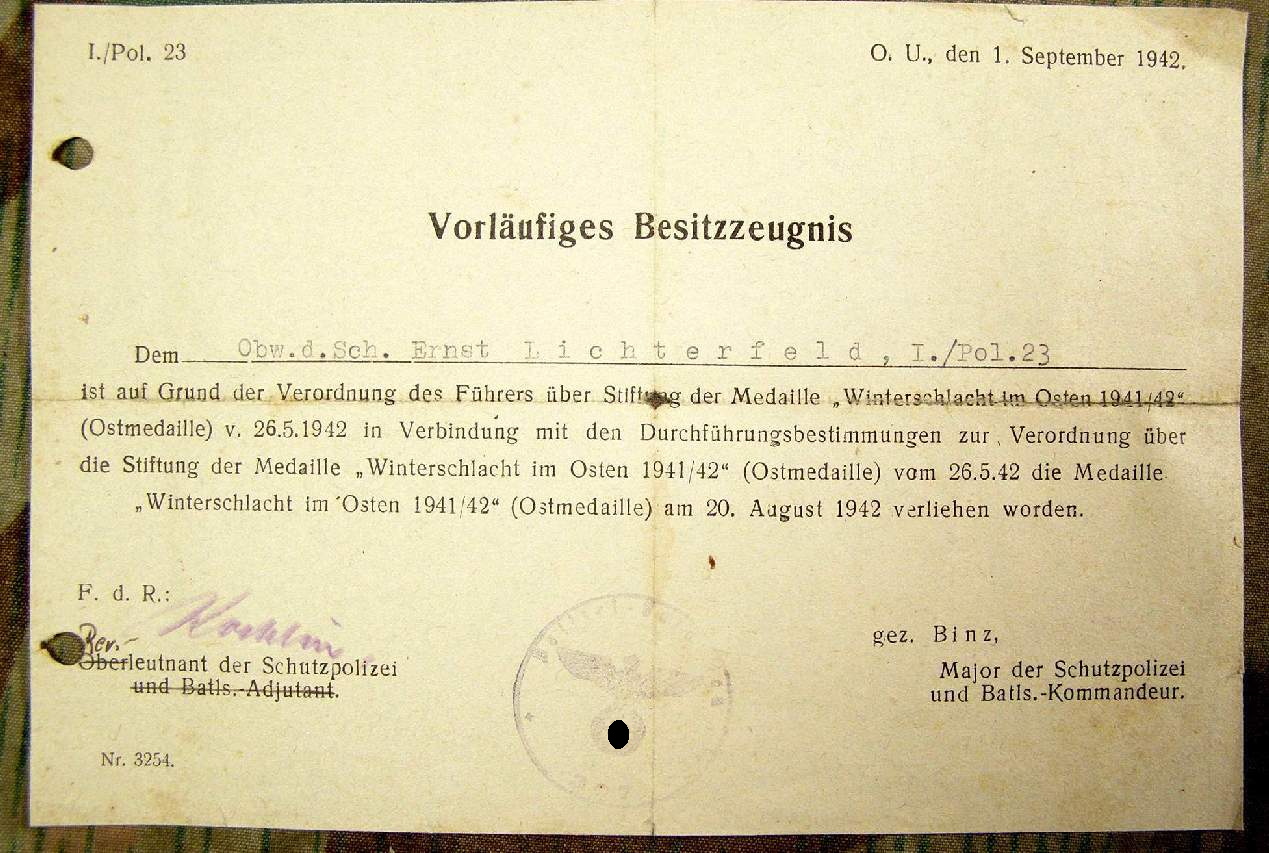 I./Pol. 23
O. U., den 1. September 1942.
Vorläufiges Besitzzeugnis
Dem Obw.d.Sch. Ernst Lichterfeld, I./Pol.23
ist auf Grund der Verordnung des Führers über Stiftung der Medaille „Winterschlacht im Osten 1941/42“
(Ostmedaille) v. 26.5.1942 in Verbindung mit den Durchführungsbestimmungen zur Verordnung über
die Stiftung der Medaille „Winterschlacht im Osten 1941/42“ (Ostmedaille) vom 26.5.42 die Medaille
„Winterschlacht im Osten 1941/42“ (Ostmedaille) am 20. August 1942 verliehen worden.
F. d. R.:
Rev.-
Oberleutnant der Schutzpolizei
und Batls.-Adjutant.
gez. Binz,
Major der Schutzpolizei
und Batls.-Kommandeur.
Nr. 3254.